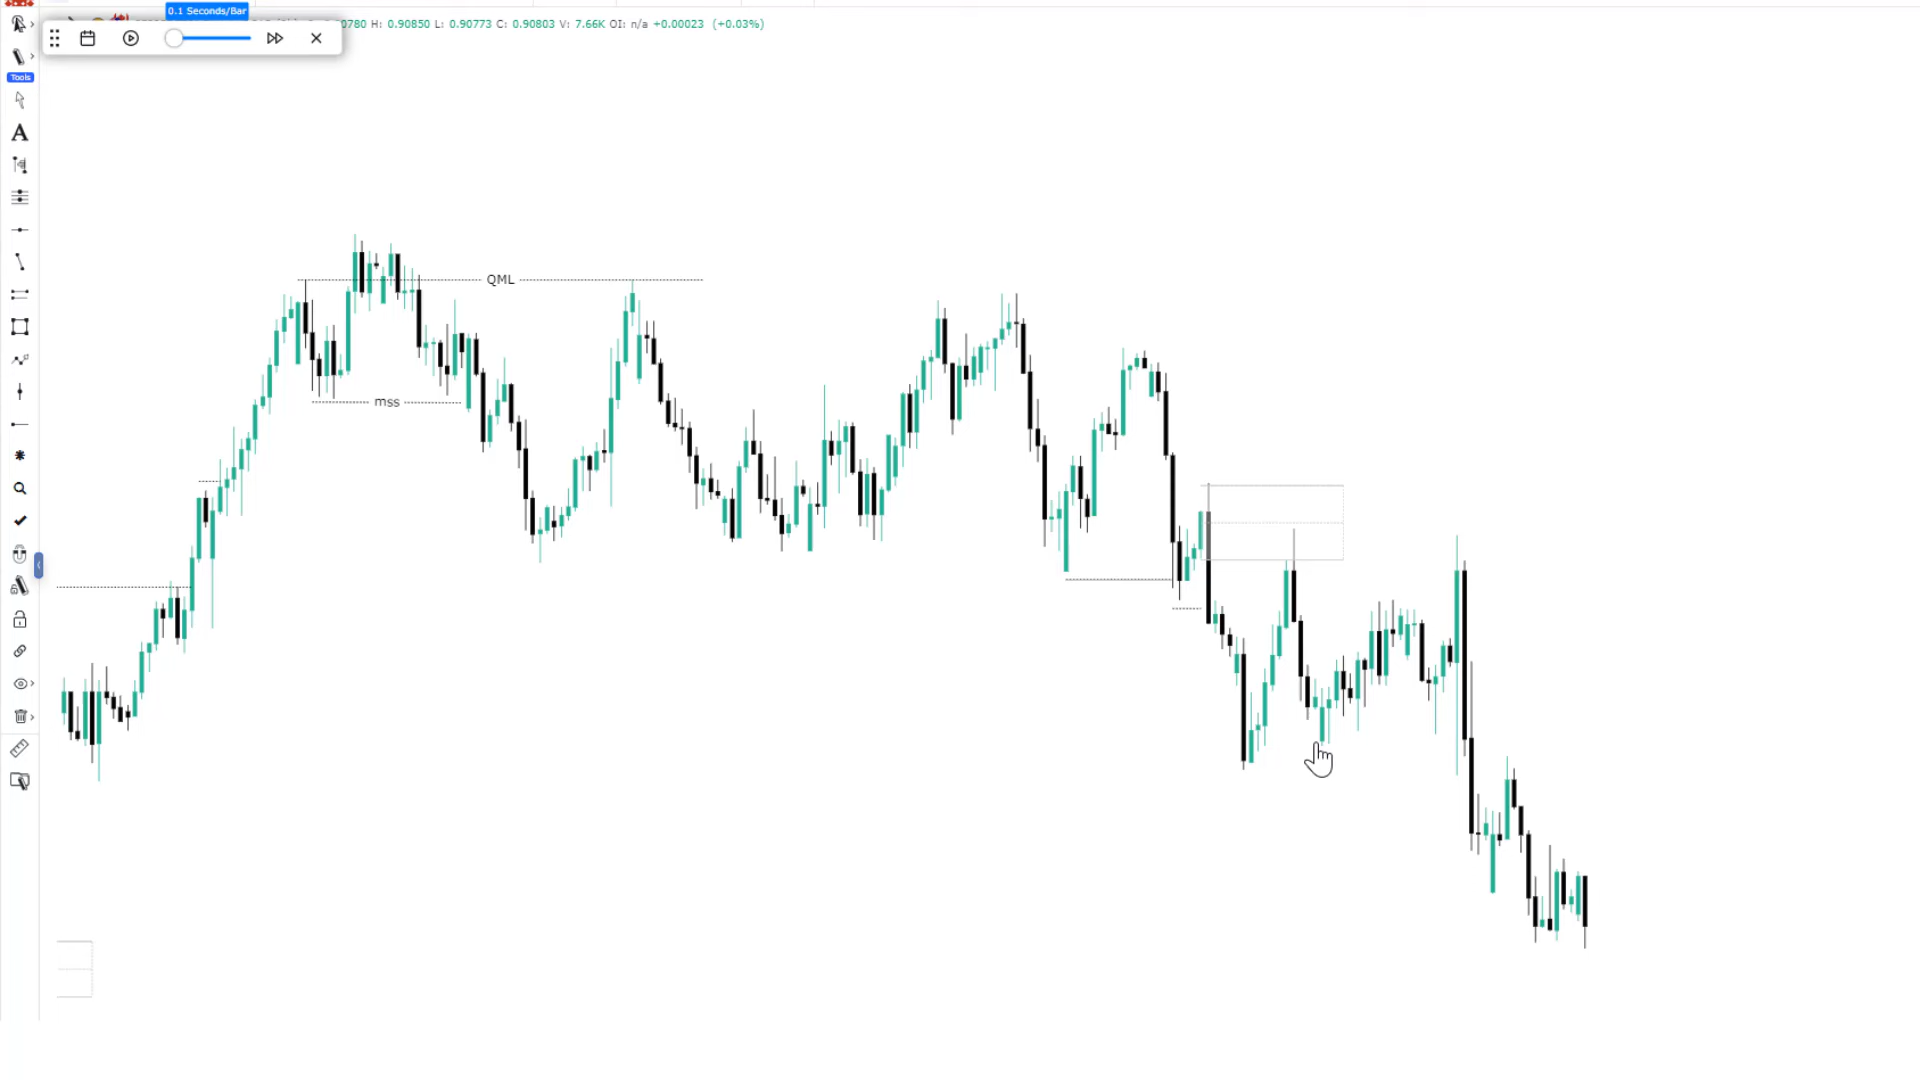 0.1 Seconds/Bar
0780 H: 0.90850 L: 0.90773 C: 0.90803 V: 7.66K OI: n/a +0.00023 (+0.03%)
Tools
A
QML
mss